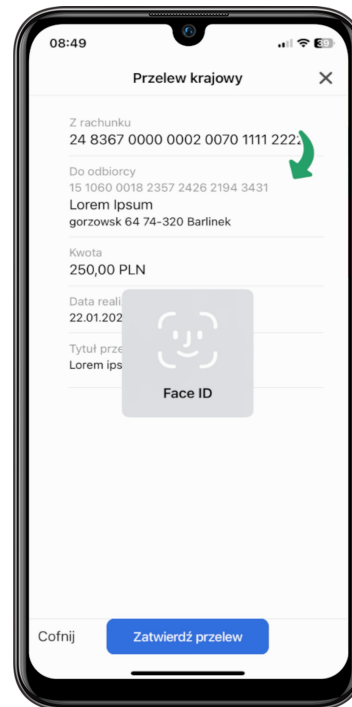 08:49
39
Przelew krajowy
Z rachunku
24 8367 0000 0002 0070 1111 2222
Do odbiorcy
15 1060 0018 2357 2426 2194 3431
Lorem Ipsum
gorzowsk 64 74-320 Barlinek
Kwota
250,00 PLN
Data reali
22.01.202
Tytuł prze
Lorem ips
Face ID
Cofnij
Zatwierdź przelew